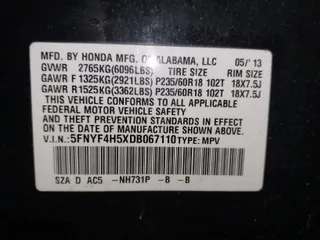 MFD. BY HONDA MFG. OF ALABAMA, LLC 05/'13
GVWR 2765KG(6096LBS) TIRE SIZE RIM SIZE
GAWR F 1325KG(2921LBS) P235/60R18 102T 18X7.5J
GAWR R 1525KG(3362LBS) P235/60R18 102T 18X7.5J
THIS VEHICLE CONFORMS TO ALL APPLICABLE
FEDERAL MOTOR VEHICLE SAFETY
AND THEFT PREVENTION STANDARDS IN EFFECT
ON THE DATE OF MANUFACTURE SHOWN ABOVE.
V.I.N.: 5FNYF4H5XDB067110 TYPE: MPV
SZA D AC5 -NH731P -B -B